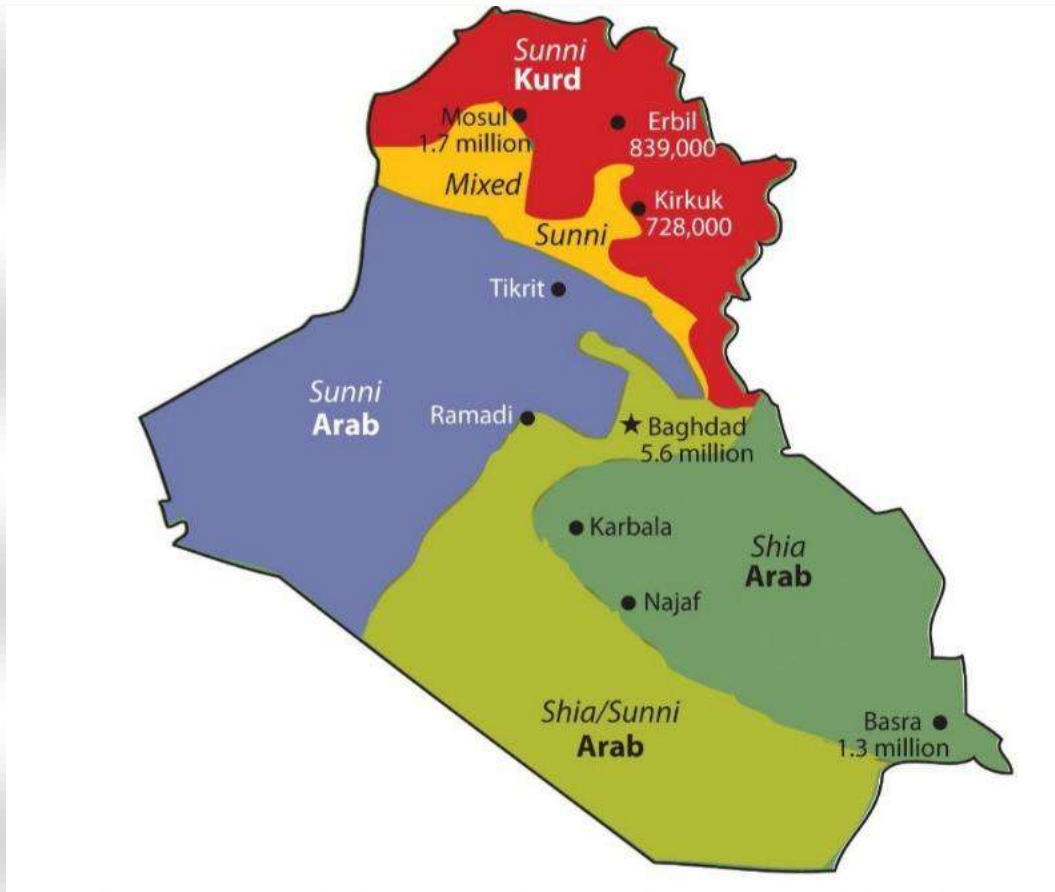 Sunni
Kurd
Mosul
1.7 million
Erbil
839,000
Mixed
Kirkuk
728,000
Sunni
Tikrit
Sunni
Arab
Ramadi
Baghdad
5.6 million
Karbala
Shia
Arab
Najaf
Shia/Sunni
Arab
Basra
1.3 million